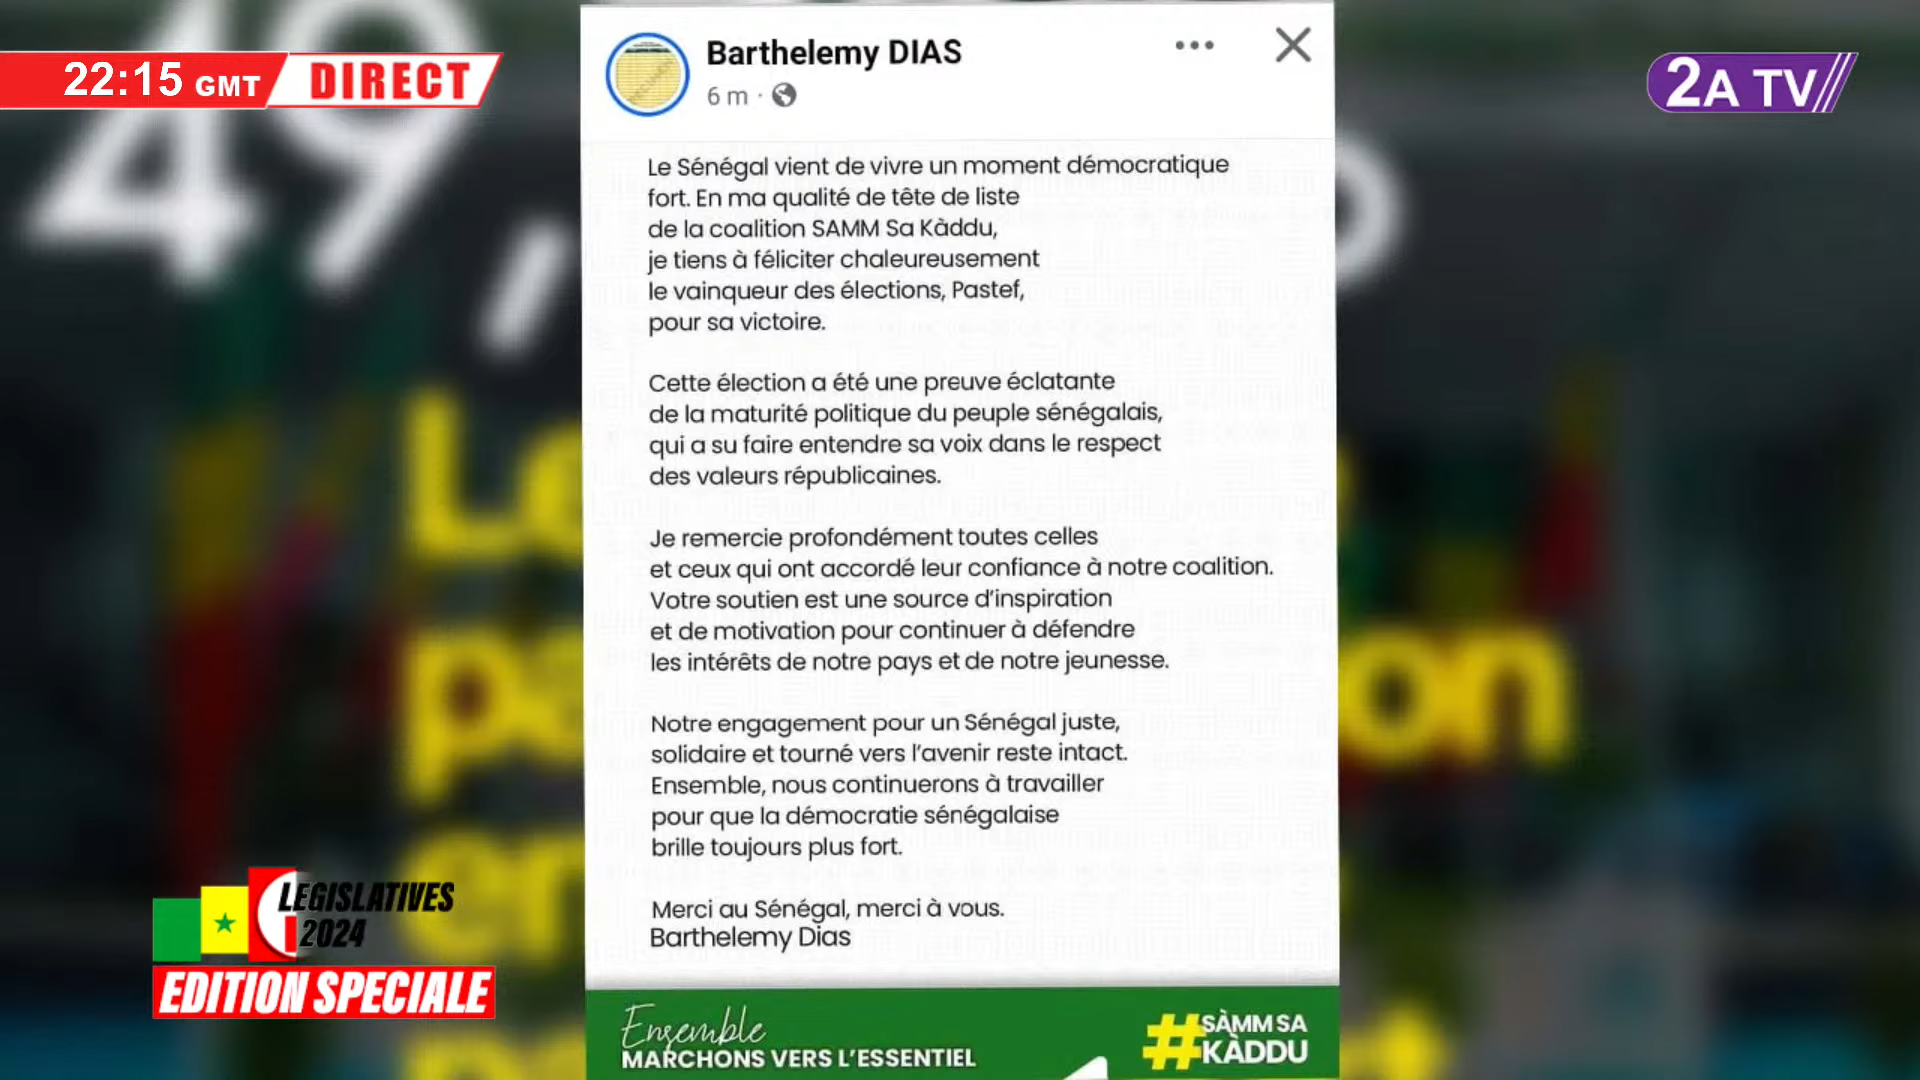 22:15 GMT DIRECT
2A TV
49,
Barthelemy DIAS
6 m ·
Le Sénégal vient de vivre un moment démocratique
fort. En ma qualité de tête de liste
de la coalition SAMM Sa Kàddu,
je tiens à féliciter chaleureusement
le vainqueur des élections, Pastef,
pour sa victoire.
Cette élection a été une preuve éclatante
de la maturité politique du peuple sénégalais,
qui a su faire entendre sa voix dans le respect
des valeurs républicaines.
Je remercie profondément toutes celles
et ceux qui ont accordé leur confiance à notre coalition.
Votre soutien est une source d'inspiration
et de motivation pour continuer à défendre
les intérêts de notre pays et de notre jeunesse.
Notre engagement pour un Sénégal juste,
solidaire et tourné vers l'avenir reste intact.
Ensemble, nous continuerons à travailler
pour que la démocratie sénégalaise
brille toujours plus fort.
Merci au Sénégal, merci à vous.
Barthelemy Dias
Ensemble
MARCHONS VERS L'ESSENTIEL
#SÀMM SA
KÀDDU
LEGISLATIVES
2024
EDITION SPECIALE